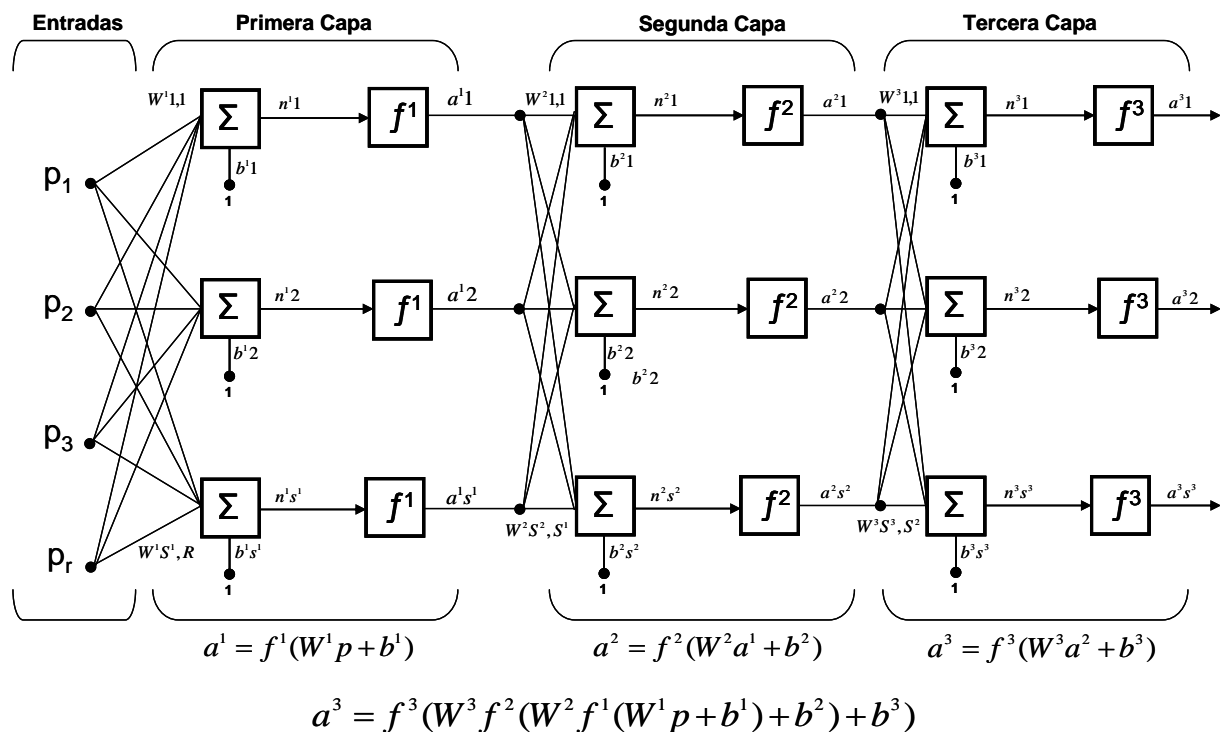 Entradas Primera Capa Segunda Capa Tercera Capa
W¹1,1 Σ n¹1 f¹ a¹1 W²1,1 Σ n²1 f² a²1 W³1,1 Σ n³1 f³ a³1
b¹1 b²1 b³1
p₁
1 1 1
p₂ Σ n¹2 f¹ a¹2 Σ n²2 f² a²2 Σ n³2 f³ a³2
b¹2 b²2 b³2
1 1 b²2 1
p₃
Σ n¹s¹ f¹ a¹s¹ Σ n²s² f² a²s² Σ n³s³ f³ a³s³
W¹S¹,R b¹s¹ W²S²,S¹ b²s² W³S³,S² b³s³
pᵣ
1 1 1
a¹ = f¹(W¹p+b¹) a² = f²(W²a¹+b²) a³ = f³(W³a²+b³)
a³ = f³(W³f²(W²f¹(W¹p+b¹)+b²)+b³)